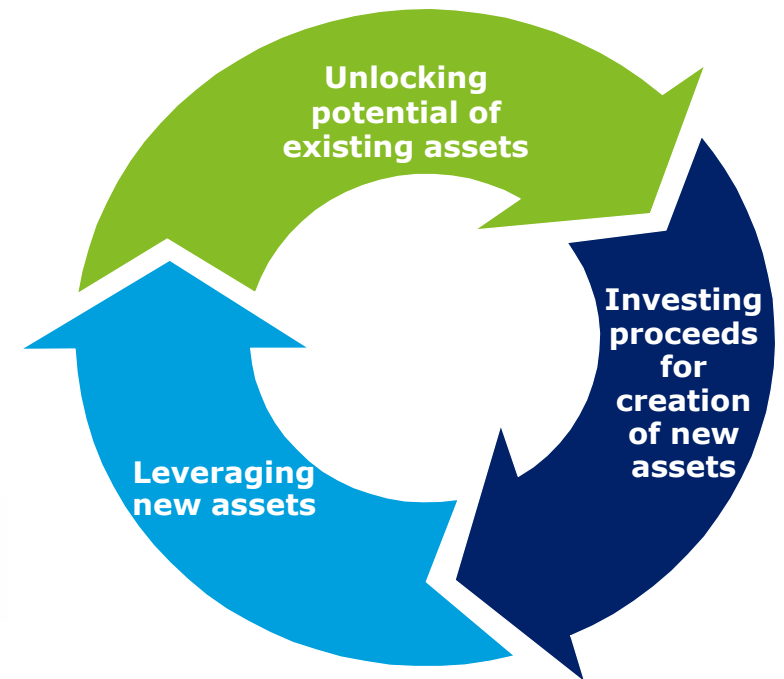 Unlocking
potential of
existing assets
Investing
proceeds
for
creation
of new
assets
Leveraging
new assets